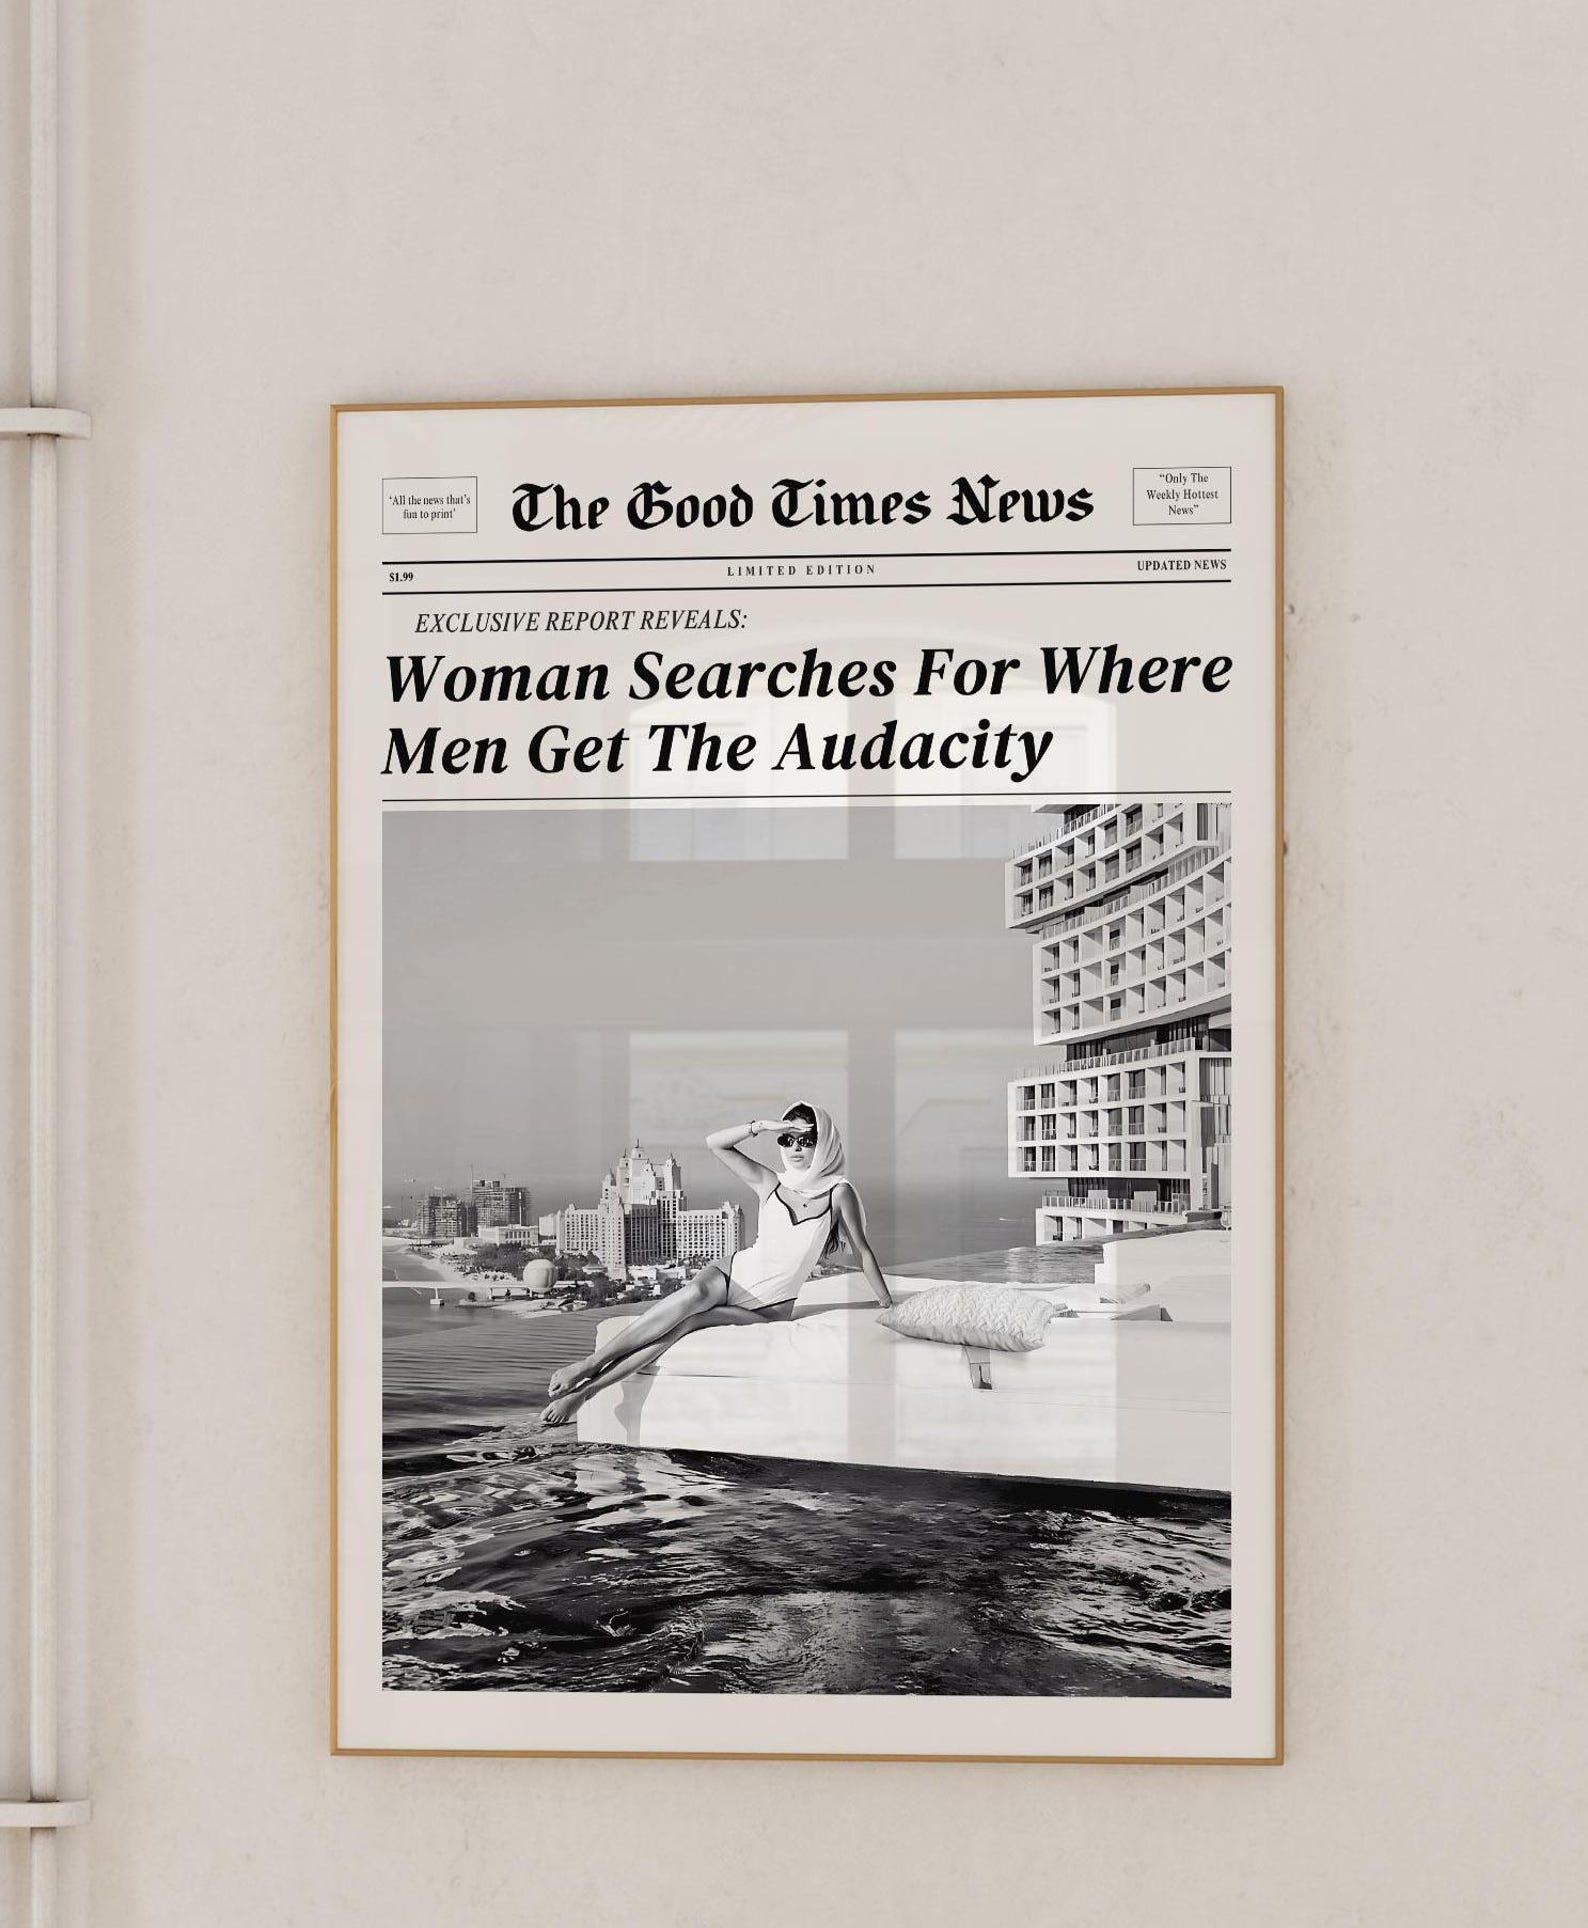 'All the news that's
fun to print'
The Good Times News
"Only The
Weekly Hottest
News"
$1.99
LIMITED EDITION
UPDATED NEWS
EXCLUSIVE REPORT REVEALS:
Woman Searches For Where
Men Get The Audacity